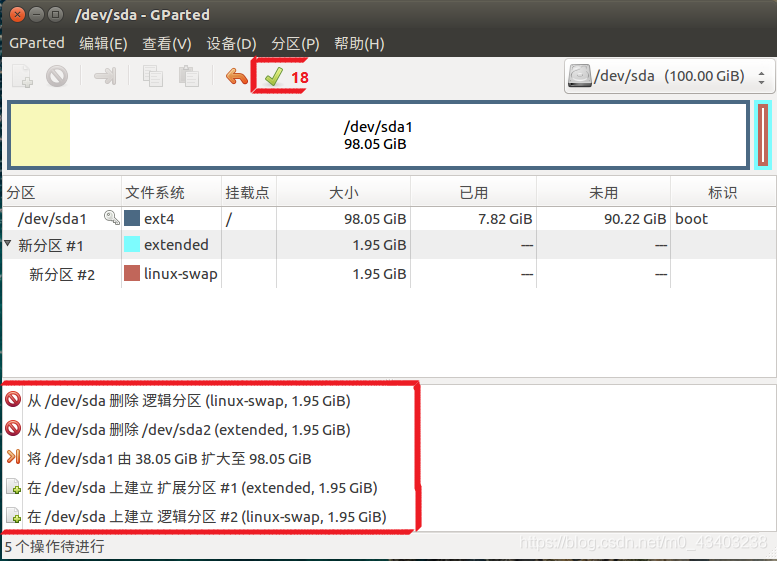 /dev/sda - GParted
GParted 编辑(E) 查看(V) 设备(D) 分区(P) 帮助(H)
18 /dev/sda (100.00 GiB)
/dev/sda1
98.05 GiB
分区 文件系统 挂载点 大小 已用 未用 标识
/dev/sda1 ext4 / 98.05 GiB 7.82 GiB 90.22 GiB boot
新分区 #1 extended 1.95 GiB --- ---
新分区 #2 linux-swap 1.95 GiB --- ---
从 /dev/sda 删除 逻辑分区 (linux-swap, 1.95 GiB)
从 /dev/sda 删除 /dev/sda2 (extended, 1.95 GiB)
将 /dev/sda1 由 38.05 GiB 扩大至 98.05 GiB
在 /dev/sda 上建立 扩展分区 #1 (extended, 1.95 GiB)
在 /dev/sda 上建立 逻辑分区 #2 (linux-swap, 1.95 GiB)
5 个操作待进行
https://blog.csdn.net/m0_43403238